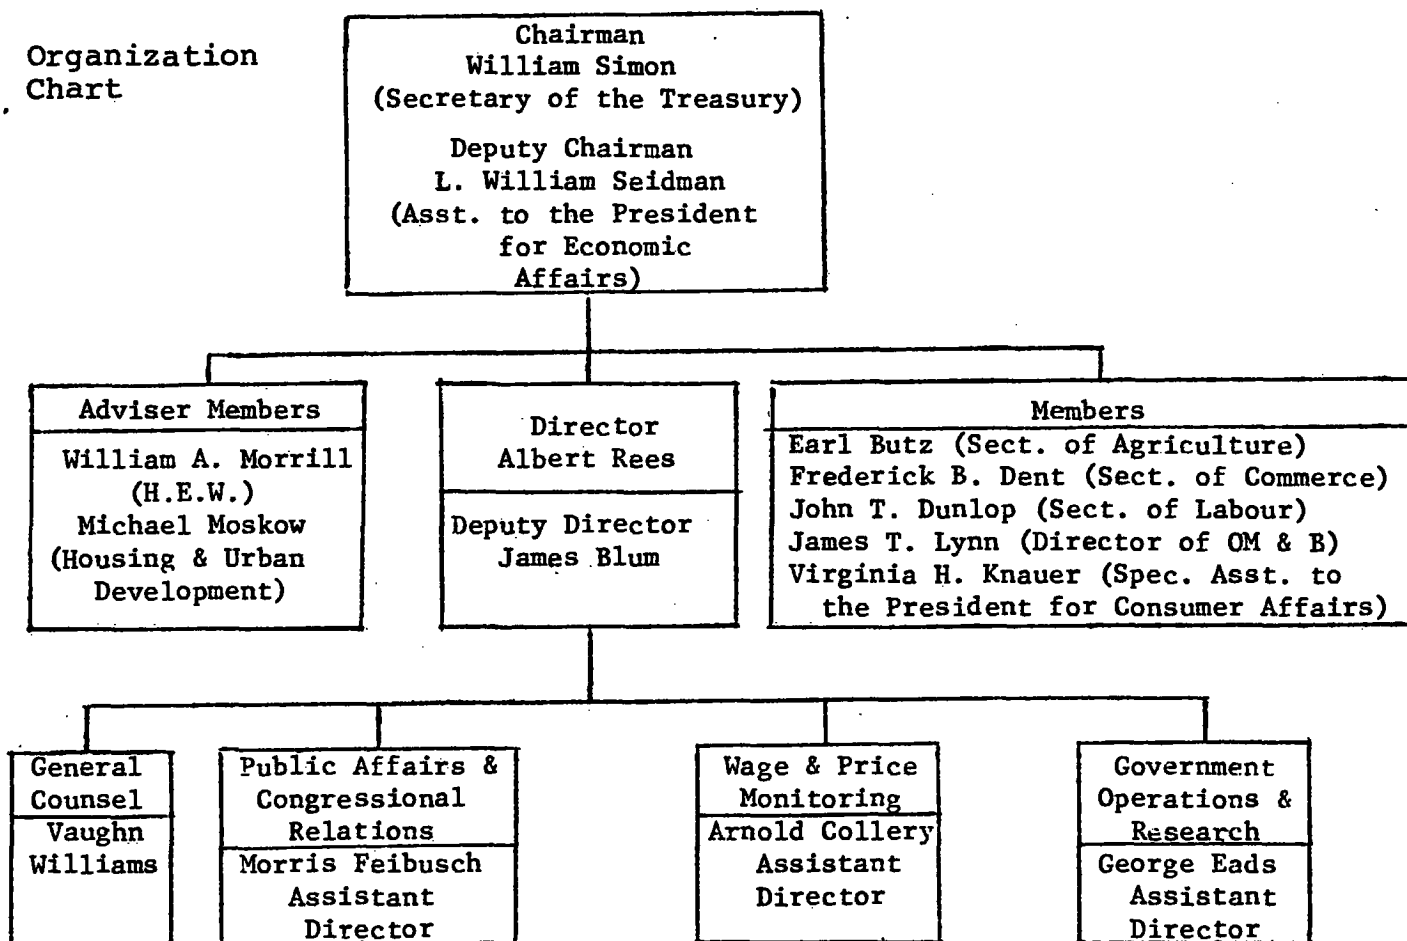 Organization
Chart
Chairman
William Simon
(Secretary of the Treasury)
Deputy Chairman
L. William Seidman
(Asst. to the President
for Economic
Affairs)
Adviser Members
William A. Morrill
(H.E.W.)
Michael Moskow
(Housing & Urban
Development)
Director
Albert Rees
Deputy Director
James Blum
Members
Earl Butz (Sect. of Agriculture)
Frederick B. Dent (Sect. of Commerce)
John T. Dunlop (Sect. of Labour)
James T. Lynn (Director of OM & B)
Virginia H. Knauer (Spec. Asst. to
the President for Consumer Affairs)
General
Counsel
Vaughn
Williams
Public Affairs &
Congressional
Relations
Morris Feibusch
Assistant
Director
Wage & Price
Monitoring
Arnold Collery
Assistant
Director
Government
Operations &
Research
George Eads
Assistant
Director